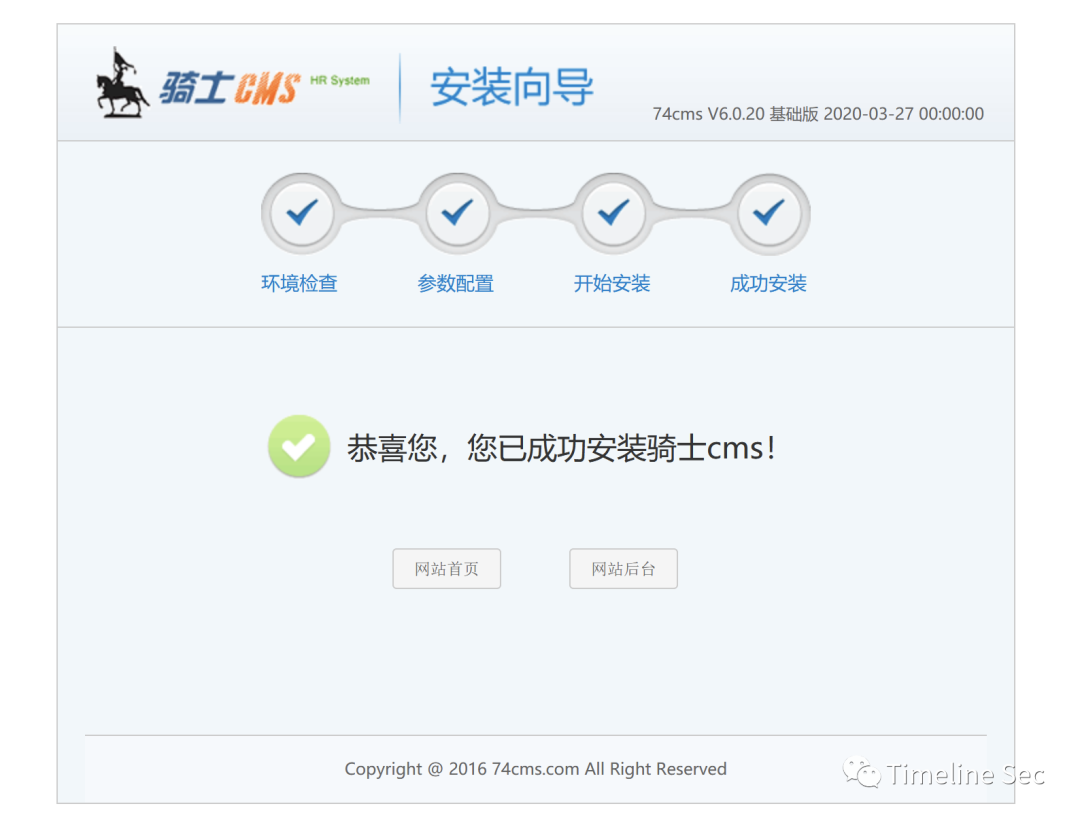 骑士CMS HR System 安装向导
74cms V6.0.20 基础版 2020-03-27 00:00:00
环境检查 参数配置 开始安装 成功安装
恭喜您，您已成功安装骑士cms！
网站首页 网站后台
Copyright @ 2016 74cms.com All Right Reserved
Timeline Sec